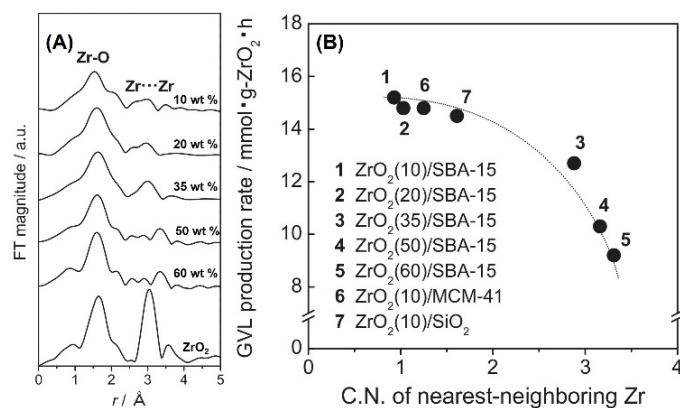 (A)
Zr-O
Zr···Zr
10 wt %
20 wt %
35 wt %
50 wt %
60 wt %
ZrO₂
FT magnitude / a.u.
0 1 2 3 4 5
r / Å
(B)
GVL production rate / mmol·g-ZrO₂·h
18
16
14
12
10
8
0
1
2
6
7
3
4
5
1 ZrO₂(10)/SBA-15
2 ZrO₂(20)/SBA-15
3 ZrO₂(35)/SBA-15
4 ZrO₂(50)/SBA-15
5 ZrO₂(60)/SBA-15
6 ZrO₂(10)/MCM-41
7 ZrO₂(10)/SiO₂
0 1 2 3 4
C.N. of nearest-neighboring Zr